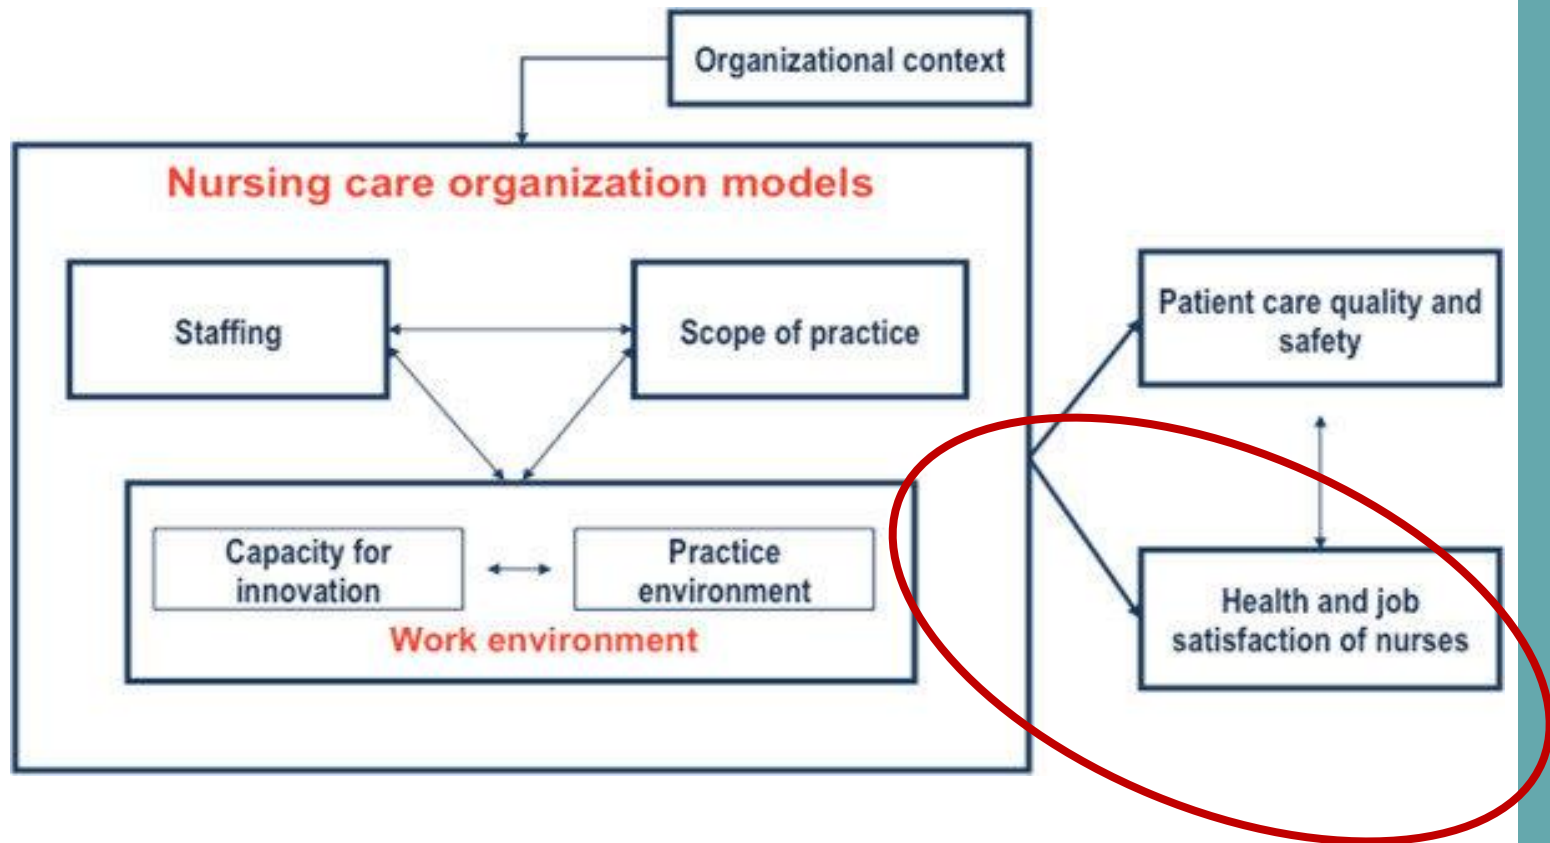 Organizational context
Nursing care organization models
Staffing
Scope of practice
Patient care quality and
safety
Capacity for
innovation
Practice
environment
Work environment
Health and job
satisfaction of nurses